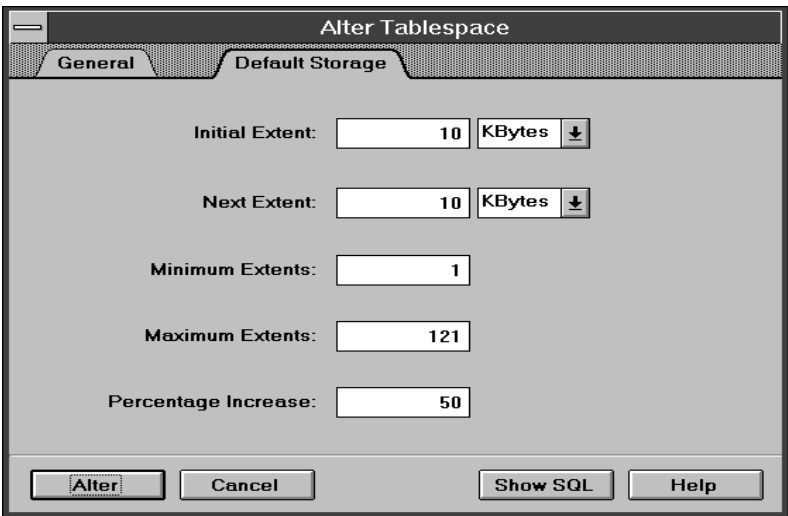 Alter Tablespace
General Default Storage
Initial Extent: 10 KBytes
Next Extent: 10 KBytes
Minimum Extents: 1
Maximum Extents: 121
Percentage Increase: 50
Alter Cancel Show SQL Help